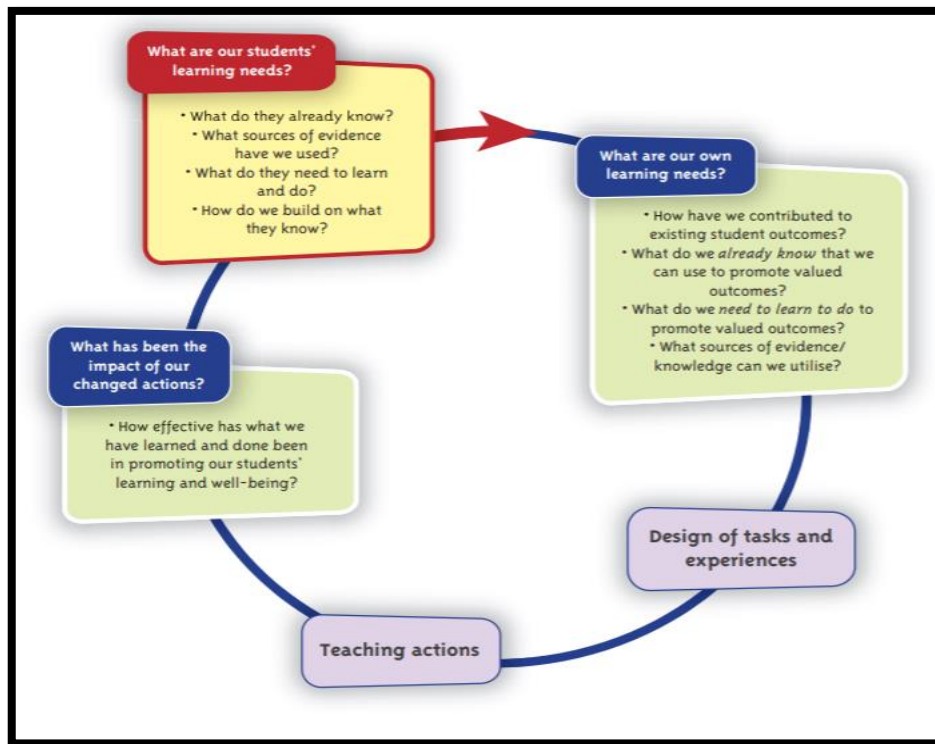 What are our students'
learning needs?
• What do they already know?
• What sources of evidence
have we used?
• What do they need to learn
and do?
• How do we build on what
they know?
What are our own
learning needs?
• How have we contributed to
existing student outcomes?
• What do we already know that we
can use to promote valued
outcomes?
• What do we need to learn to do to
promote valued outcomes?
• What sources of evidence/
knowledge can we utilise?
Design of tasks and
experiences
Teaching actions
What has been the
impact of our
changed actions?
• How effective has what we
have learned and done been
in promoting our students'
learning and well-being?